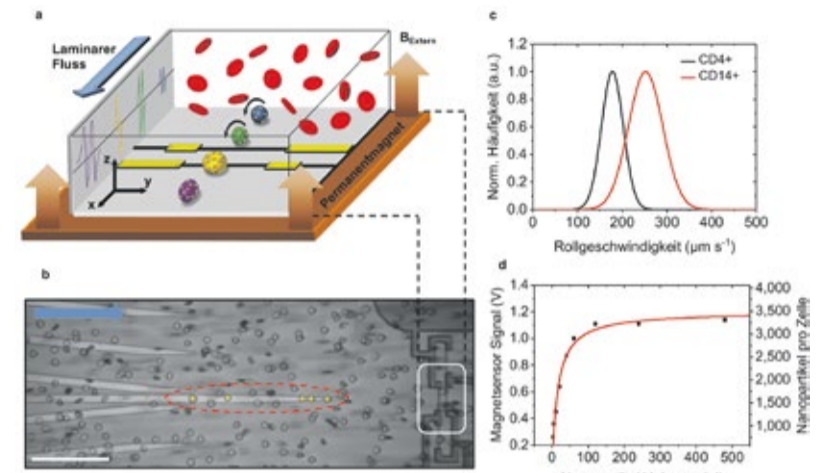 a
Laminarer
Fluss
B Extern
z
y
x
Permanentmagnet
b
c
Norm. Häufigkeit (a.u.)
1.2
1.0
0.8
0.6
0.4
0.2
0.0
CD4+
CD14+
0 100 200 300 400 500
Rollgeschwindigkeit (µm s⁻¹)
d
Magnetsensor Signal (V)
1.4
1.2
1.0
0.8
0.6
0.4
0.2
0 100 200 300 400 500
4,000
3,500
3,000
2,500
2,000
1,500
1,000
Nanopartikel pro Zelle